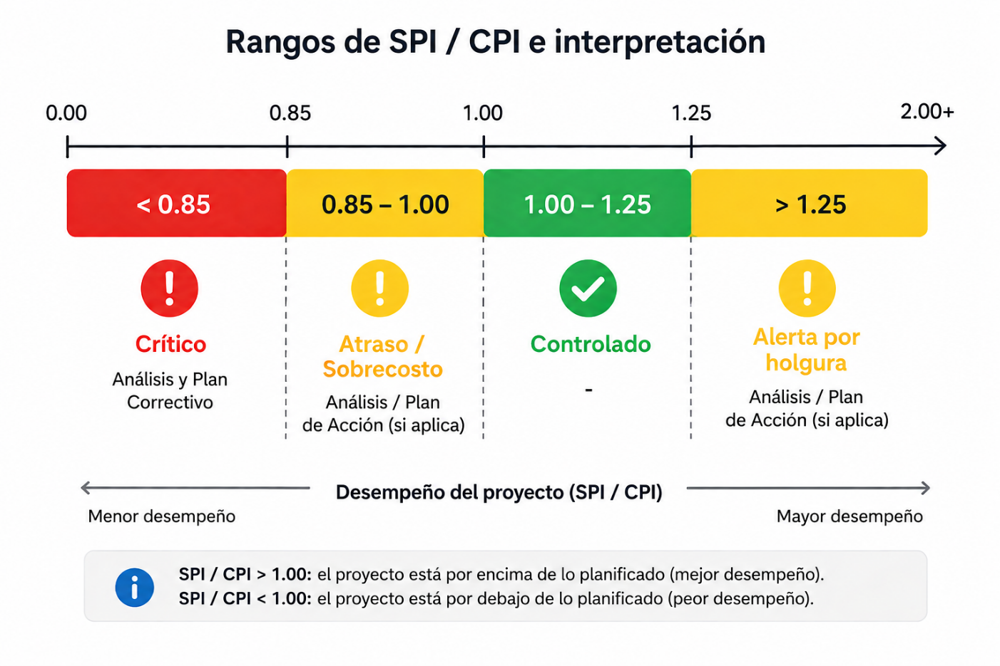 Rangos de SPI / CPI e interpretación
0.00 0.85 1.00 1.25 2.00+
< 0.85 0.85 – 1.00 1.00 – 1.25 > 1.25
Crítico
Análisis y Plan
Correctivo
Atraso /
Sobrecosto
Análisis / Plan
de Acción (si aplica)
Controlado
-
Alerta por
holgura
Análisis / Plan
de Acción (si aplica)
Desempeño del proyecto (SPI / CPI)
Menor desempeño
Mayor desempeño
SPI / CPI > 1.00: el proyecto está por encima de lo planificado (mejor desempeño).
SPI / CPI < 1.00: el proyecto está por debajo de lo planificado (peor desempeño).